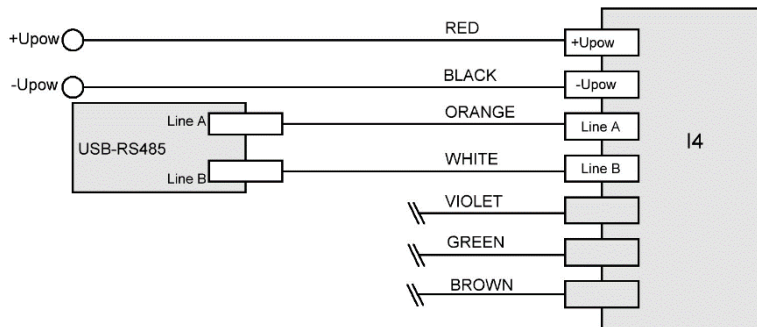 RED
+Upow
+Upow
BLACK
-Upow
-Upow
ORANGE
Line A
Line A
USB-RS485
I4
WHITE
Line B
Line B
VIOLET
GREEN
BROWN